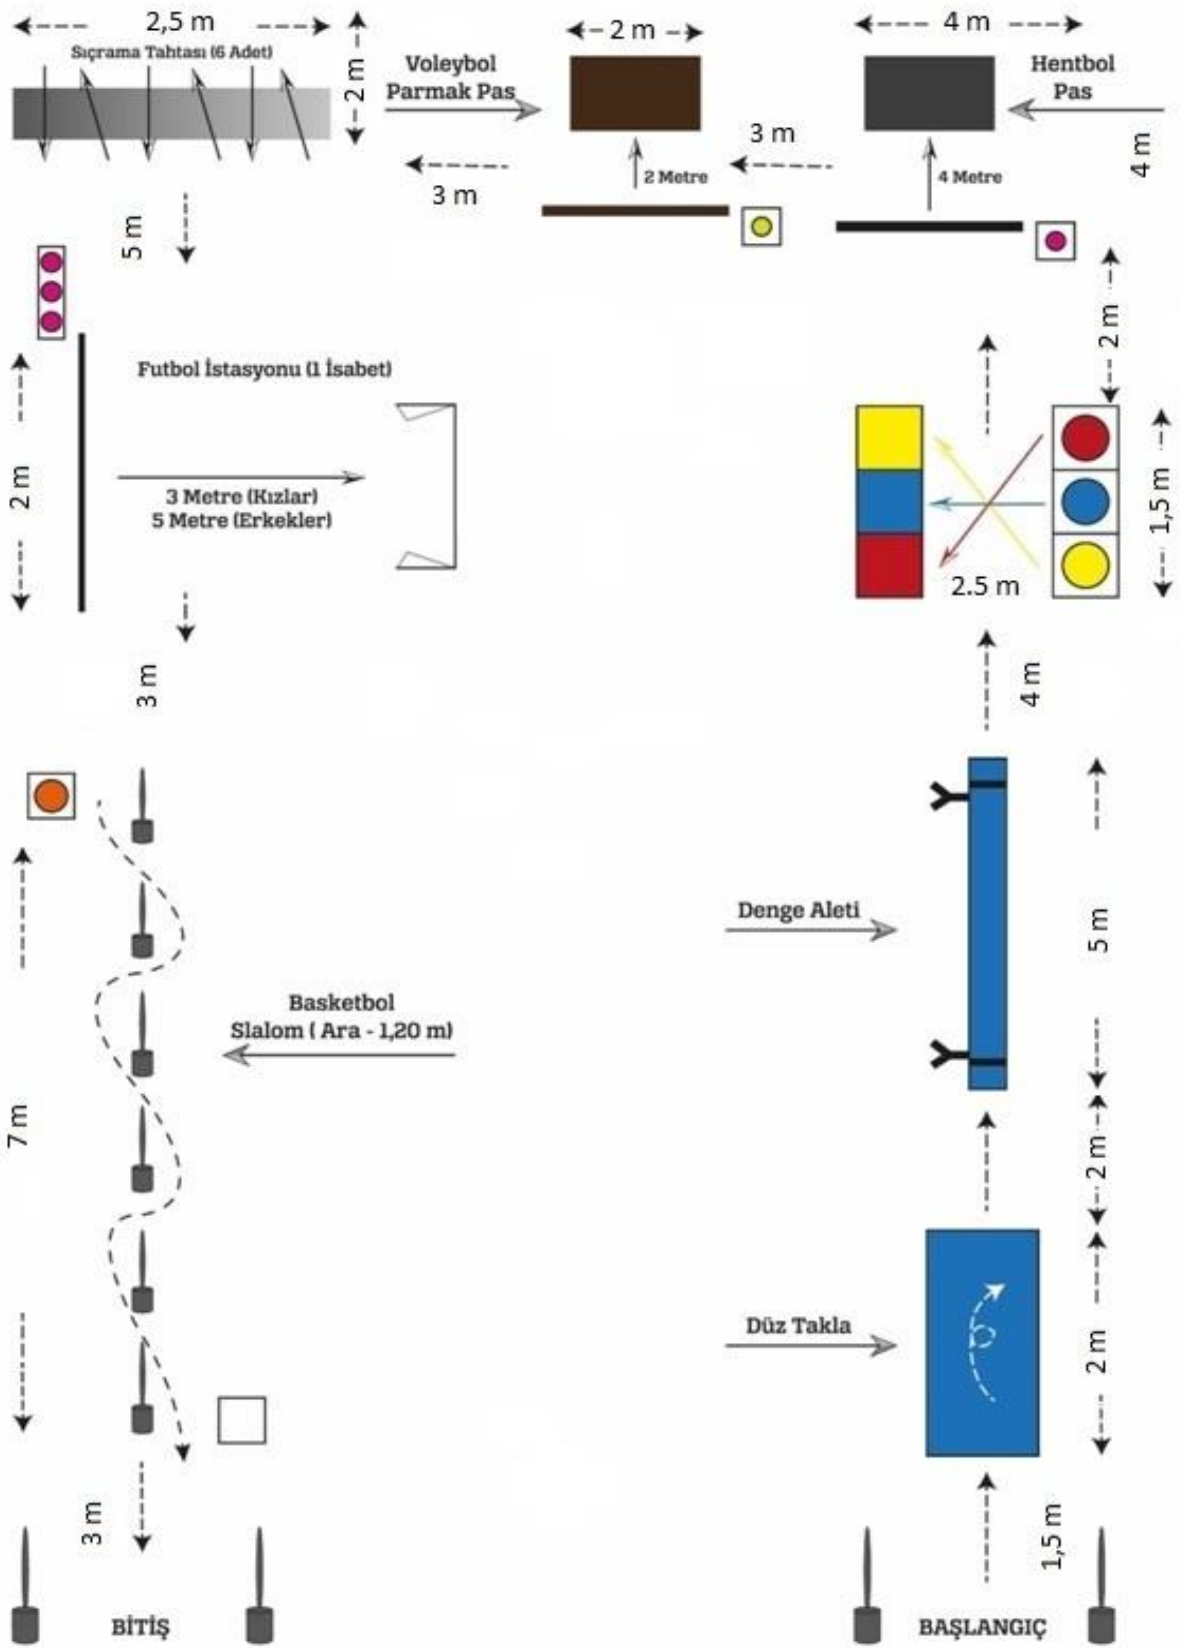 2,5 m
Sıçrama Tahtası (6 Adet)
2 m
Voleybol
Parmak Pas
2 m
4 m
Hentbol
Pas
3 m
2 Metre
3 m
4 Metre
4 m
5 m
2 m
Futbol İstasyonu (1 İsabet)
2 m
3 Metre (Kızlar)
5 Metre (Erkekler)
1,5 m
2.5 m
3 m
4 m
Denge Aleti
5 m
Basketbol
Slalom ( Ara - 1,20 m)
7 m
2 m
Düz Takla
2 m
3 m
1,5 m
BİTİŞ
BAŞLANGIÇ